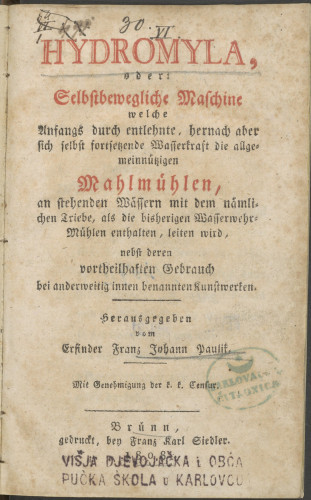 30. VI.
HYDROMYLA,
oder:
Selbstbewegliche Maschine
welche
Anfangs durch entlehnte, hernach aber
sich selbst fortsetzende Wasserkraft die allge-
meinnützigen
Mahlmühlen,
an stehenden Wässern mit dem nämli-
chen Triebe, als die bisherigen Wasserwehr-
Mühlen enthalten, leiten wird,
nebst deren
vortheilhaften Gebrauch
bei anderweitig innen benannten Kunstwerken.
Herausgegeben
vom
Erfinder Franz Johann Paulik.
Mit Genehmigung der k. k. Censur.
Brünn,
gedruckt, bey Franz Karl Siedler.
VIŠJA DJEVOJAČKA i OBĆA
PUČKA ŠKOLA u KARLOVCU